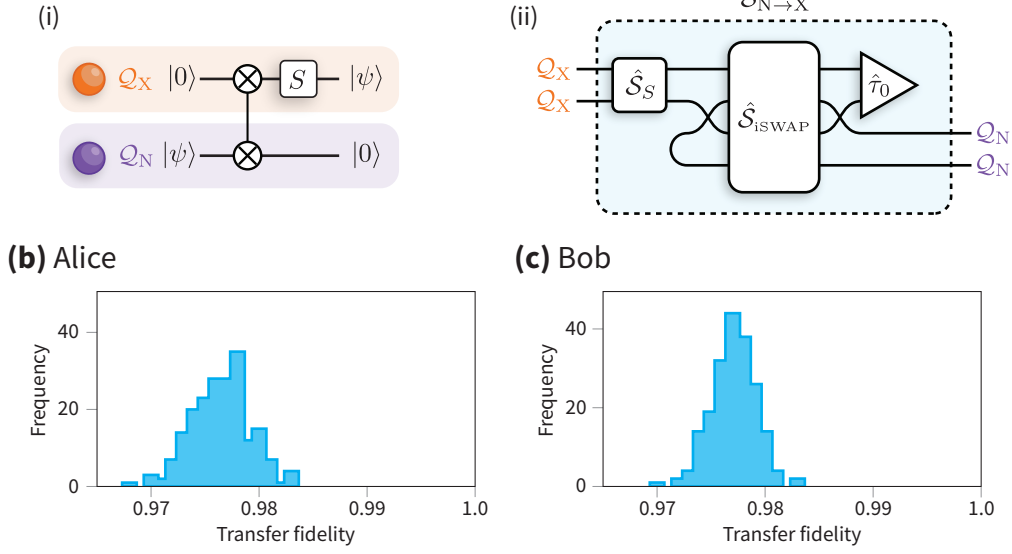 (i)
(ii)
𝒮_N→X
𝒬_X |0⟩ S |ψ⟩
𝒬_N |ψ⟩ |0⟩
𝒬_X
𝒬_X
Ŝ_S
Ŝ_iSWAP
τ̂_0
𝒬_N
𝒬_N
(b) Alice
Frequency
40
20
0
0.97 0.98 0.99 1.0
Transfer fidelity
(c) Bob
Frequency
40
20
0
0.97 0.98 0.99 1.0
Transfer fidelity